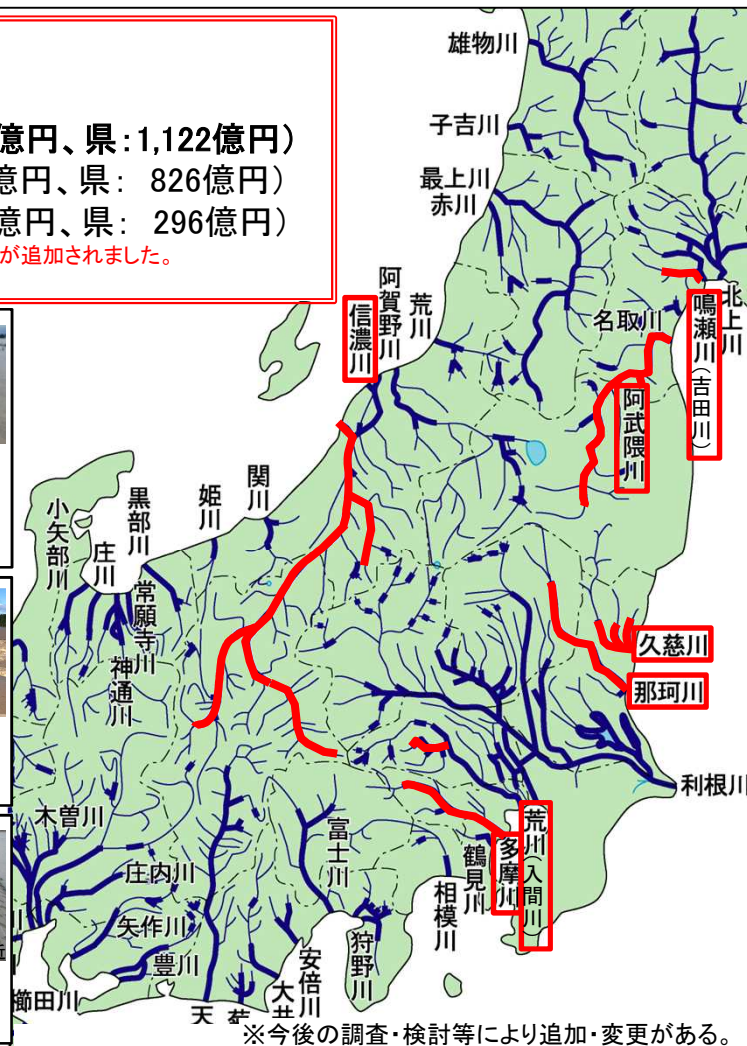 億円、県：1,122億円）
億円、県： 826億円）
億円、県： 296億円）
が追加されました。
雄物川
子吉川
最上川
赤川
荒川
阿賀野川
信濃川
名取川
北上川
鳴瀬川（吉田川）
阿武隈川
関川
姫川
黒部川
小矢部川
庄川
常願寺川
神通川
久慈川
那珂川
利根川
荒川（入間川）
多摩川
鶴見川
相模川
富士川
狩野川
安倍川
木曽川
庄内川
矢作川
豊川
櫛田川
天
大井
※今後の調査・検討等により追加・変更がある。